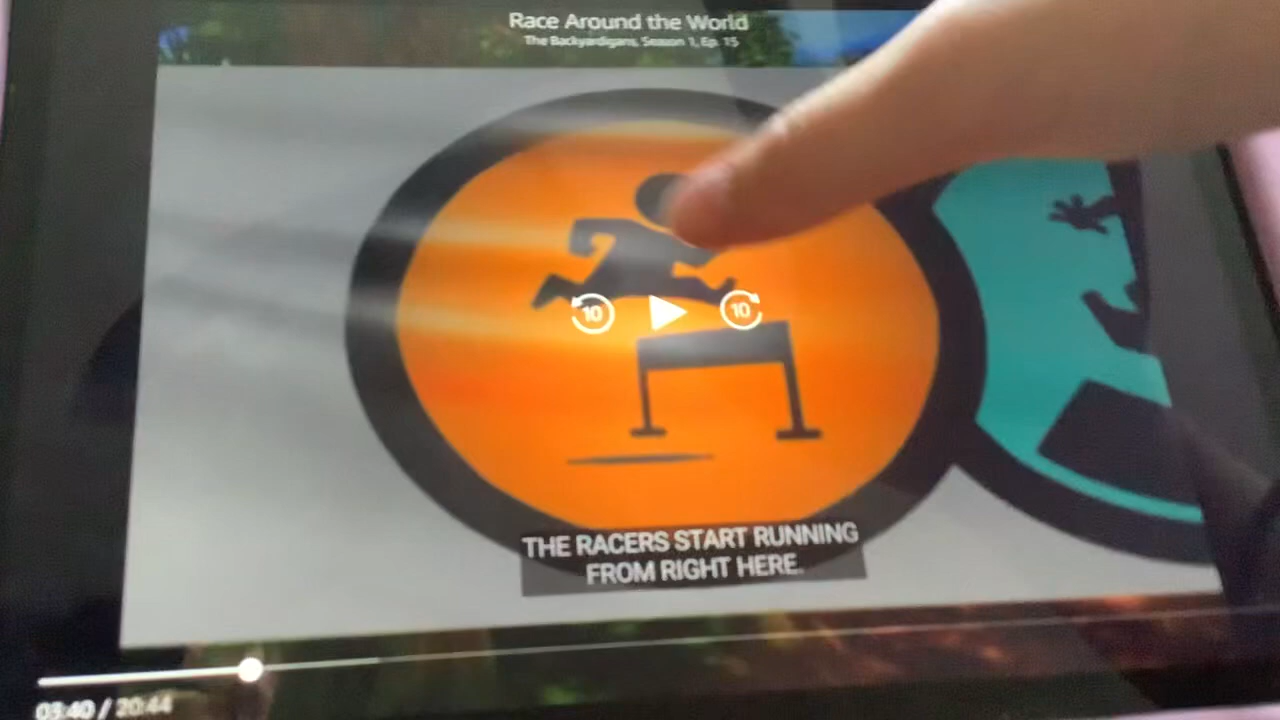 Race Around the World
The Backyardigans, Season 1, Ep. 15
10
10
THE RACERS START RUNNING
FROM RIGHT HERE.
03:40 / 20:44